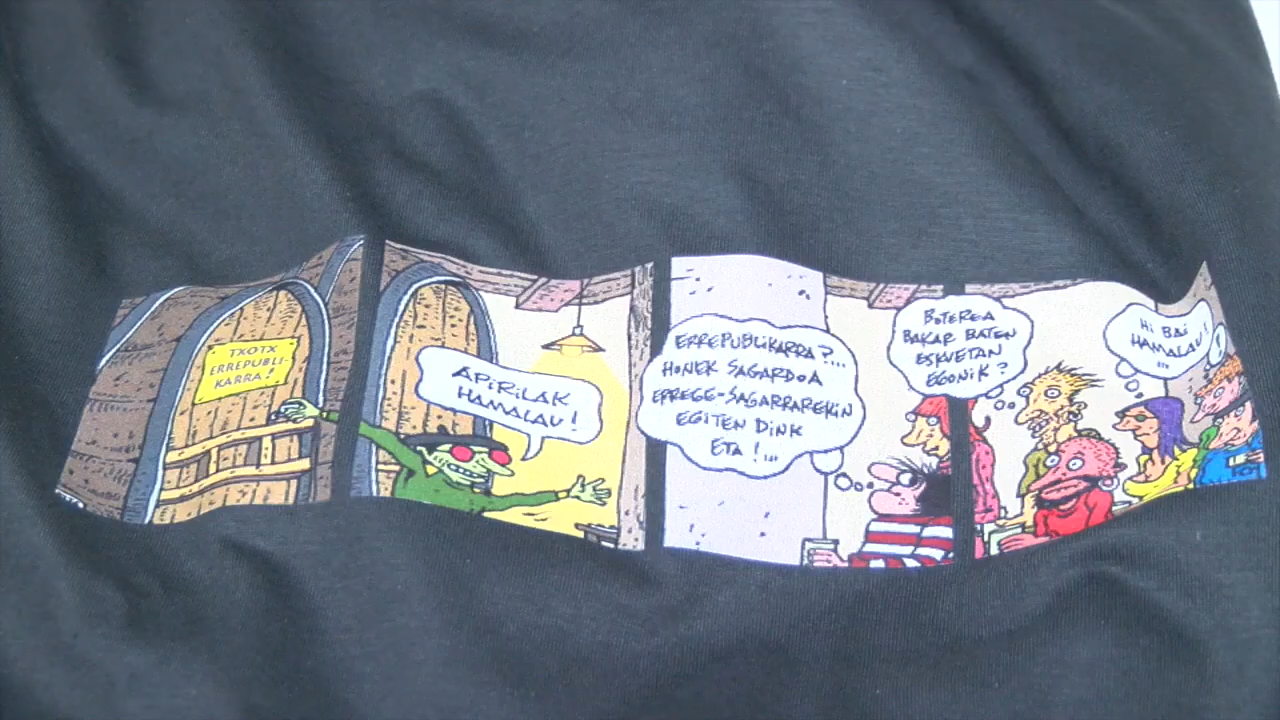 TXOTX
ERREPUBLI-
KARRA!
APiRiLAK
HAMALAU!
ERREPUBLiKARRA?....
HONEK SAGARDOA
ERREGE-SAGARRAREKiN
EGiTEN DiNK
ETA!...
BOTEREA
BAKAR BATEN
ESKUETAN
EGONiK?
Hi BAi
HAMALAU!
...
!